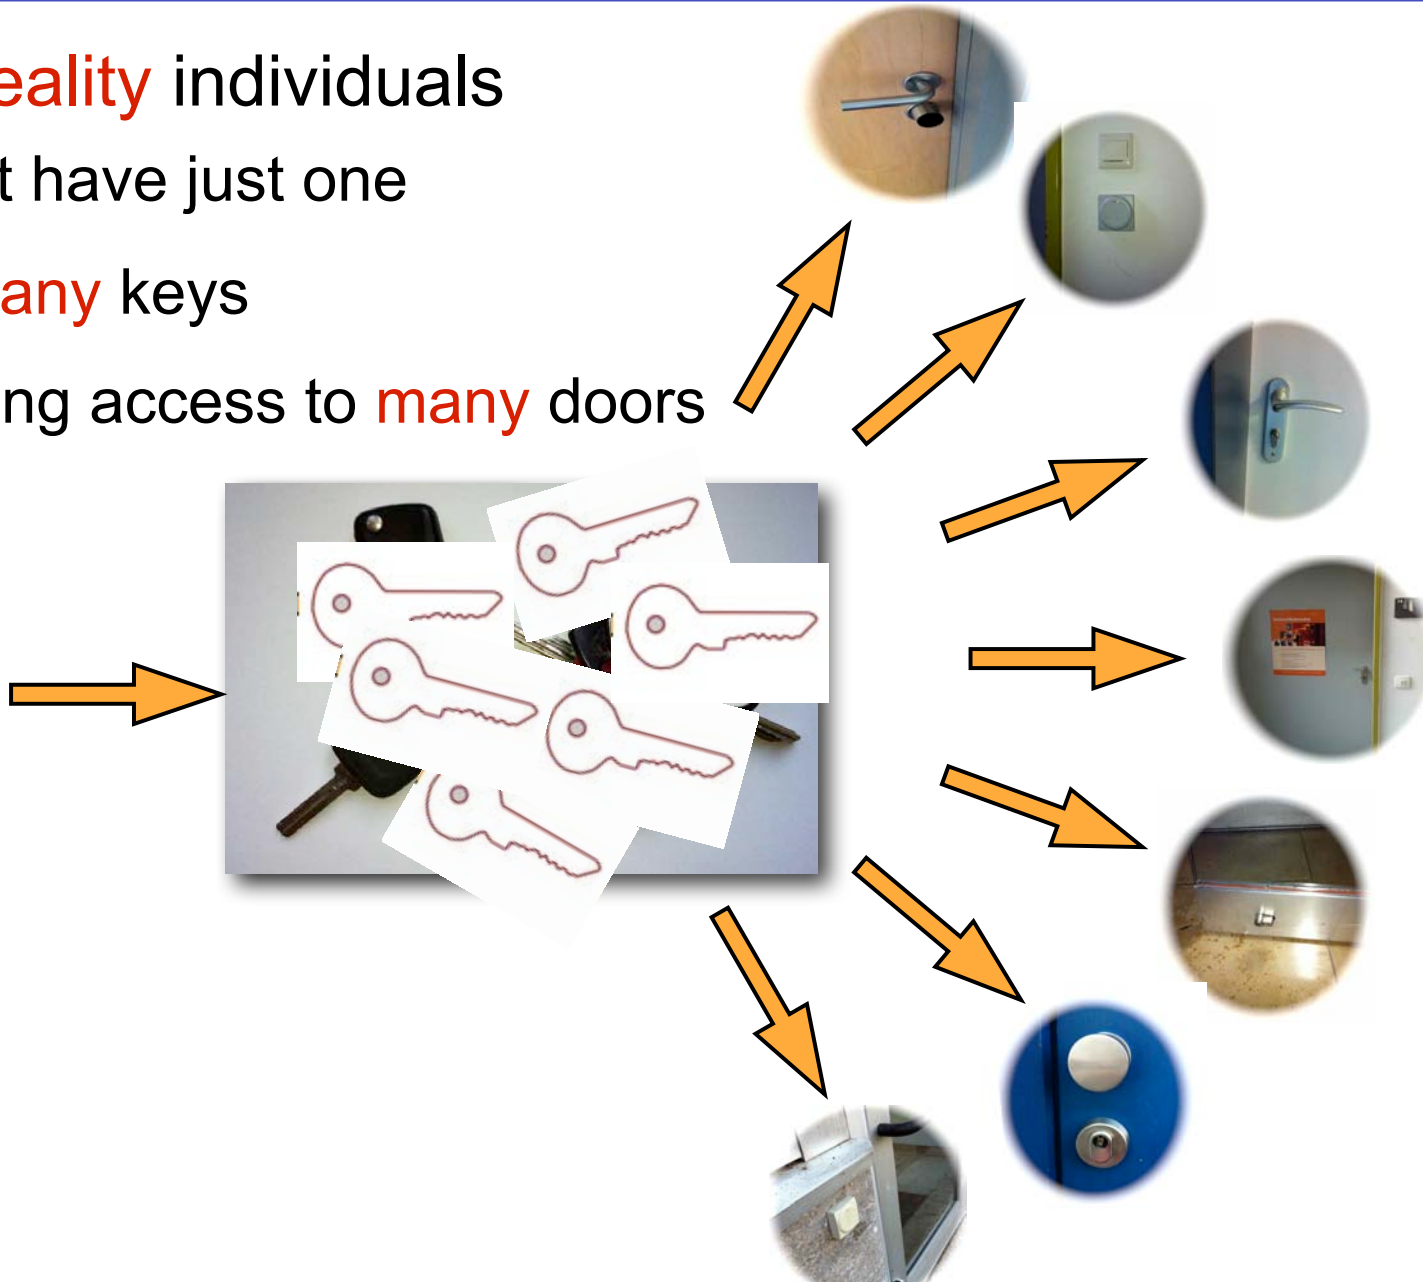 eality individuals
t have just one
any keys
ng access to many doors